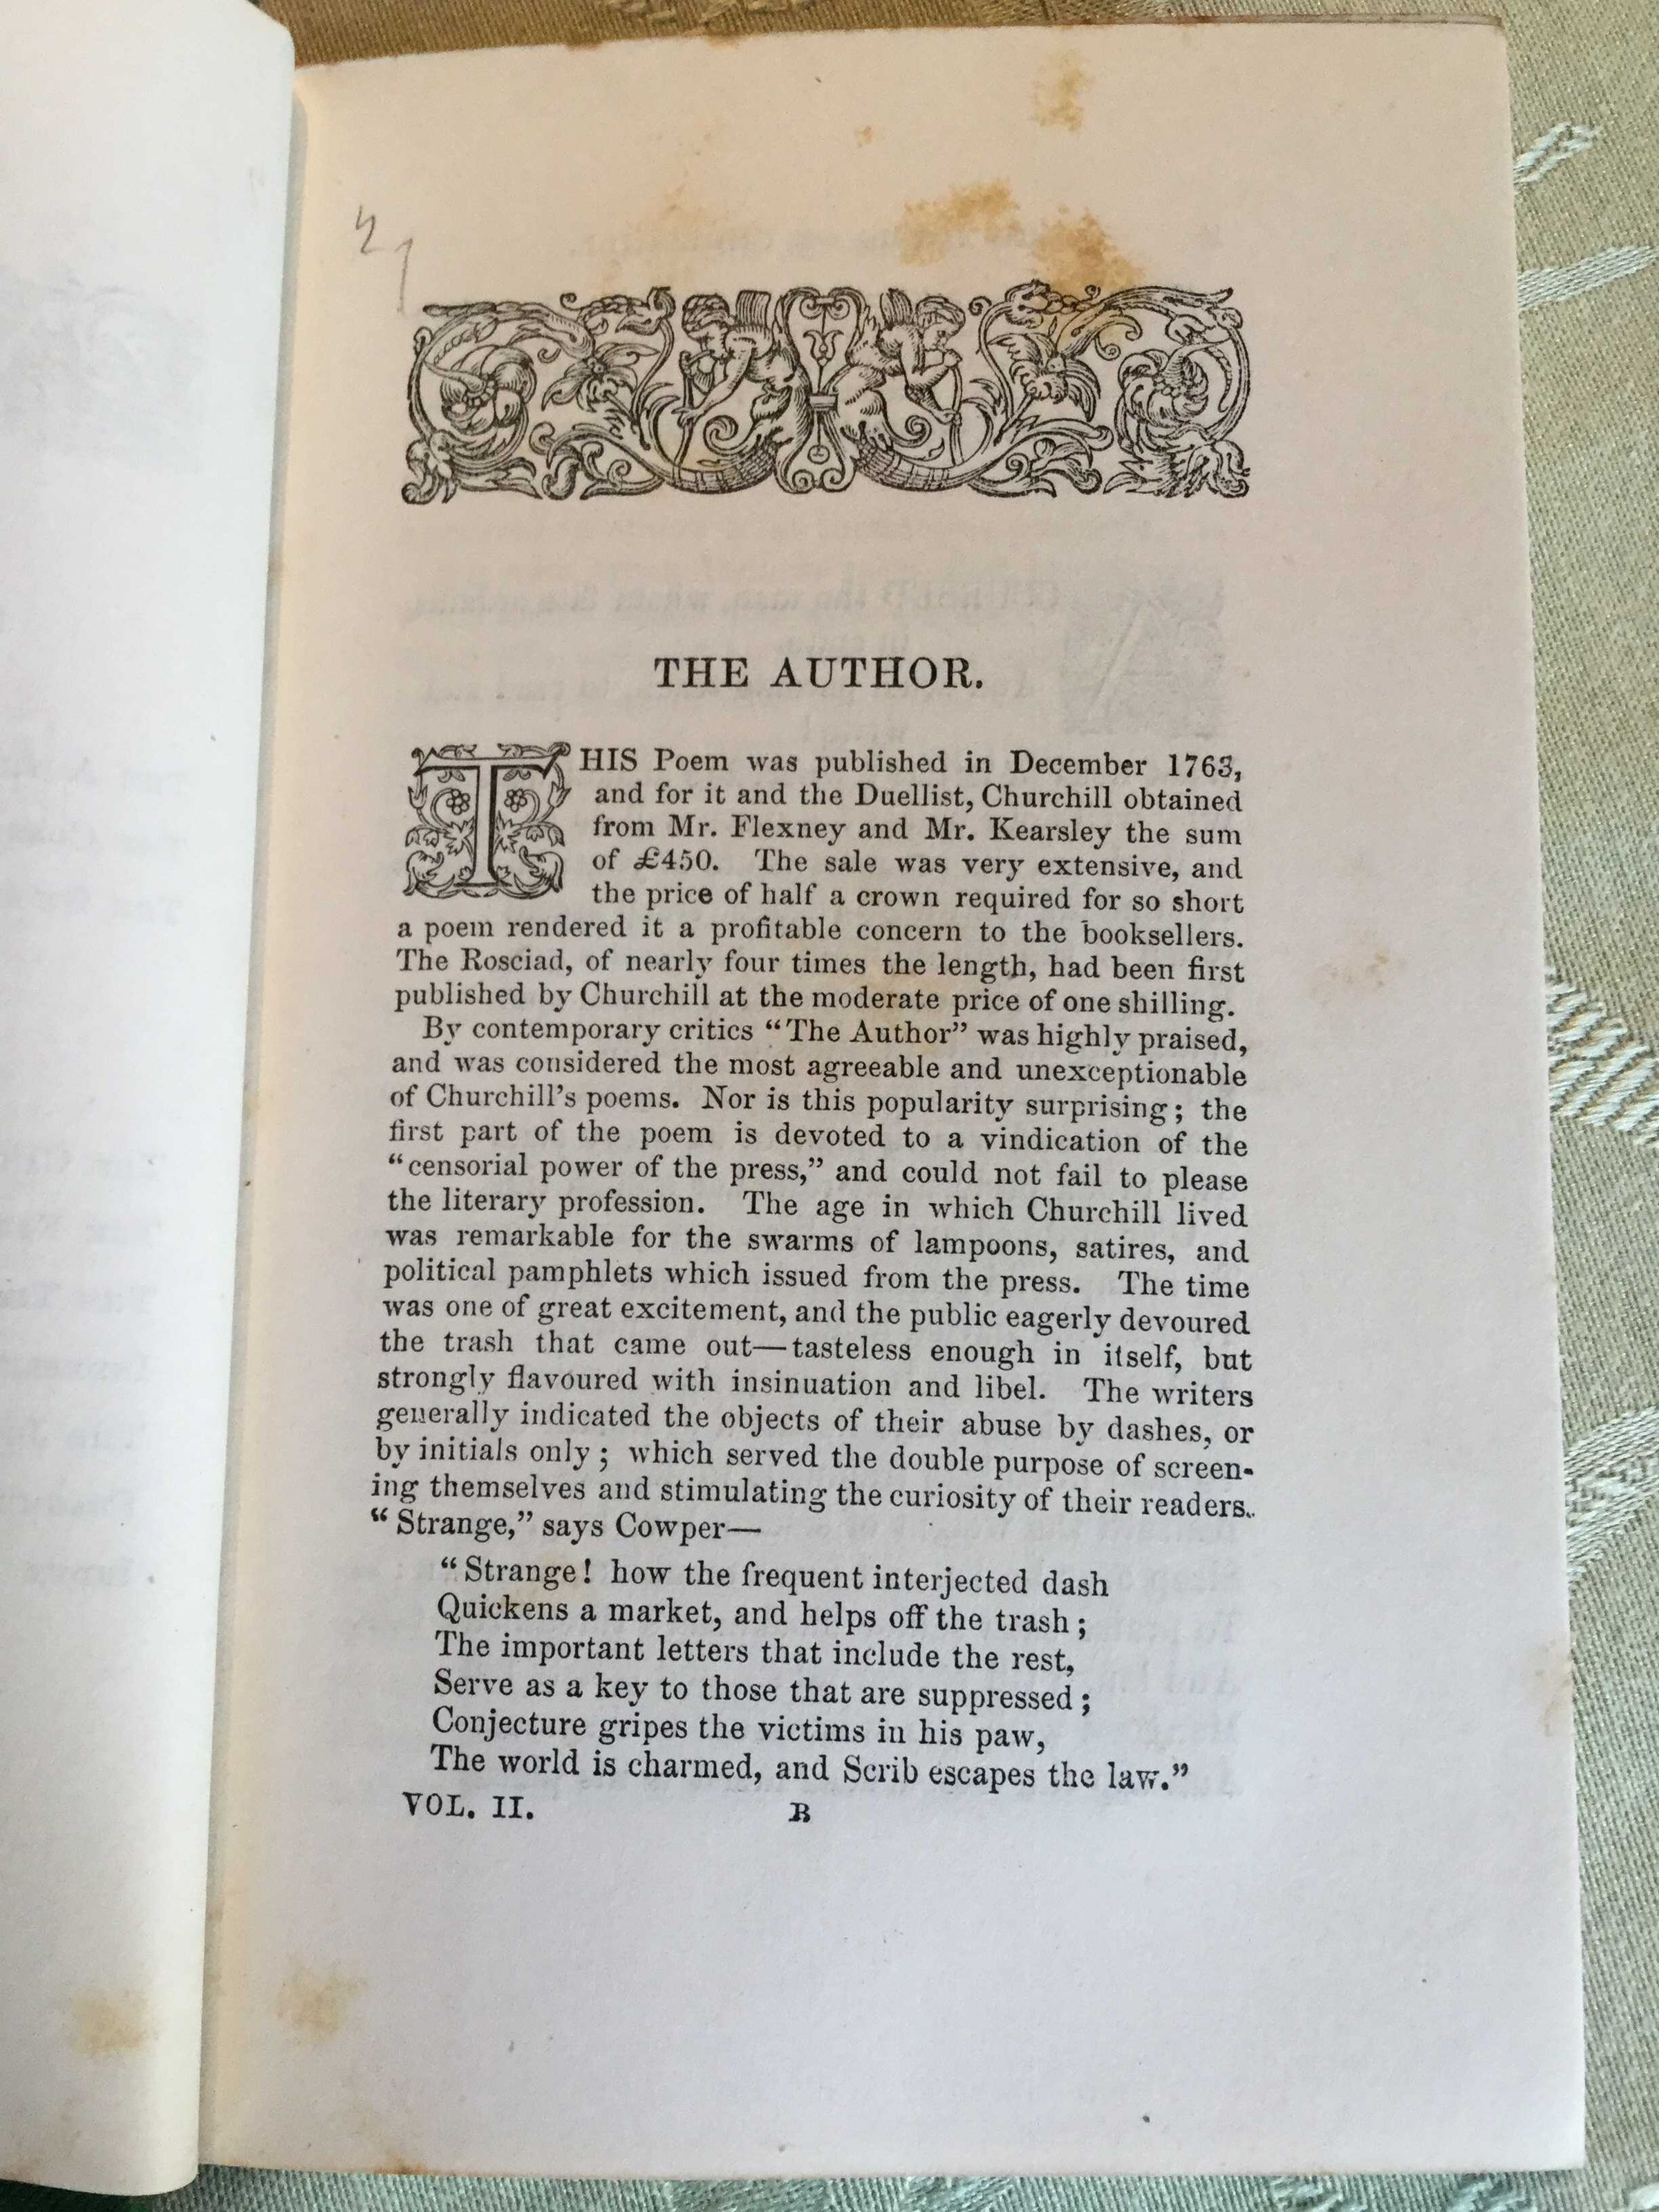 THE AUTHOR.
THIS Poem was published in December 1763,
and for it and the Duellist, Churchill obtained
from Mr. Flexney and Mr. Kearsley the sum
of £450. The sale was very extensive, and
the price of half a crown required for so short
a poem rendered it a profitable concern to the booksellers.
The Rosciad, of nearly four times the length, had been first
published by Churchill at the moderate price of one shilling.
By contemporary critics “The Author” was highly praised,
and was considered the most agreeable and unexceptionable
of Churchill’s poems. Nor is this popularity surprising; the
first part of the poem is devoted to a vindication of the
“censorial power of the press,” and could not fail to please
the literary profession. The age in which Churchill lived
was remarkable for the swarms of lampoons, satires, and
political pamphlets which issued from the press. The time
was one of great excitement, and the public eagerly devoured
the trash that came out—tasteless enough in itself, but
strongly flavoured with insinuation and libel. The writers
generally indicated the objects of their abuse by dashes, or
by initials only; which served the double purpose of screen-
ing themselves and stimulating the curiosity of their readers.
“Strange,” says Cowper—
“Strange! how the frequent interjected dash
Quickens a market, and helps off the trash;
The important letters that include the rest,
Serve as a key to those that are suppressed;
Conjecture gripes the victims in his paw,
The world is charmed, and Scrib escapes the law.”
VOL. II. B